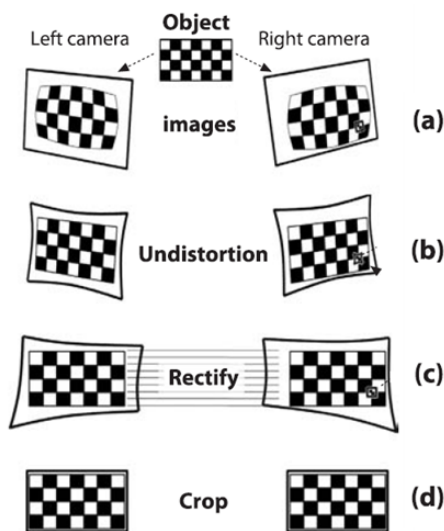 Object
Left camera
Right camera
images
(a)
Undistortion
(b)
Rectify
(c)
Crop
(d)